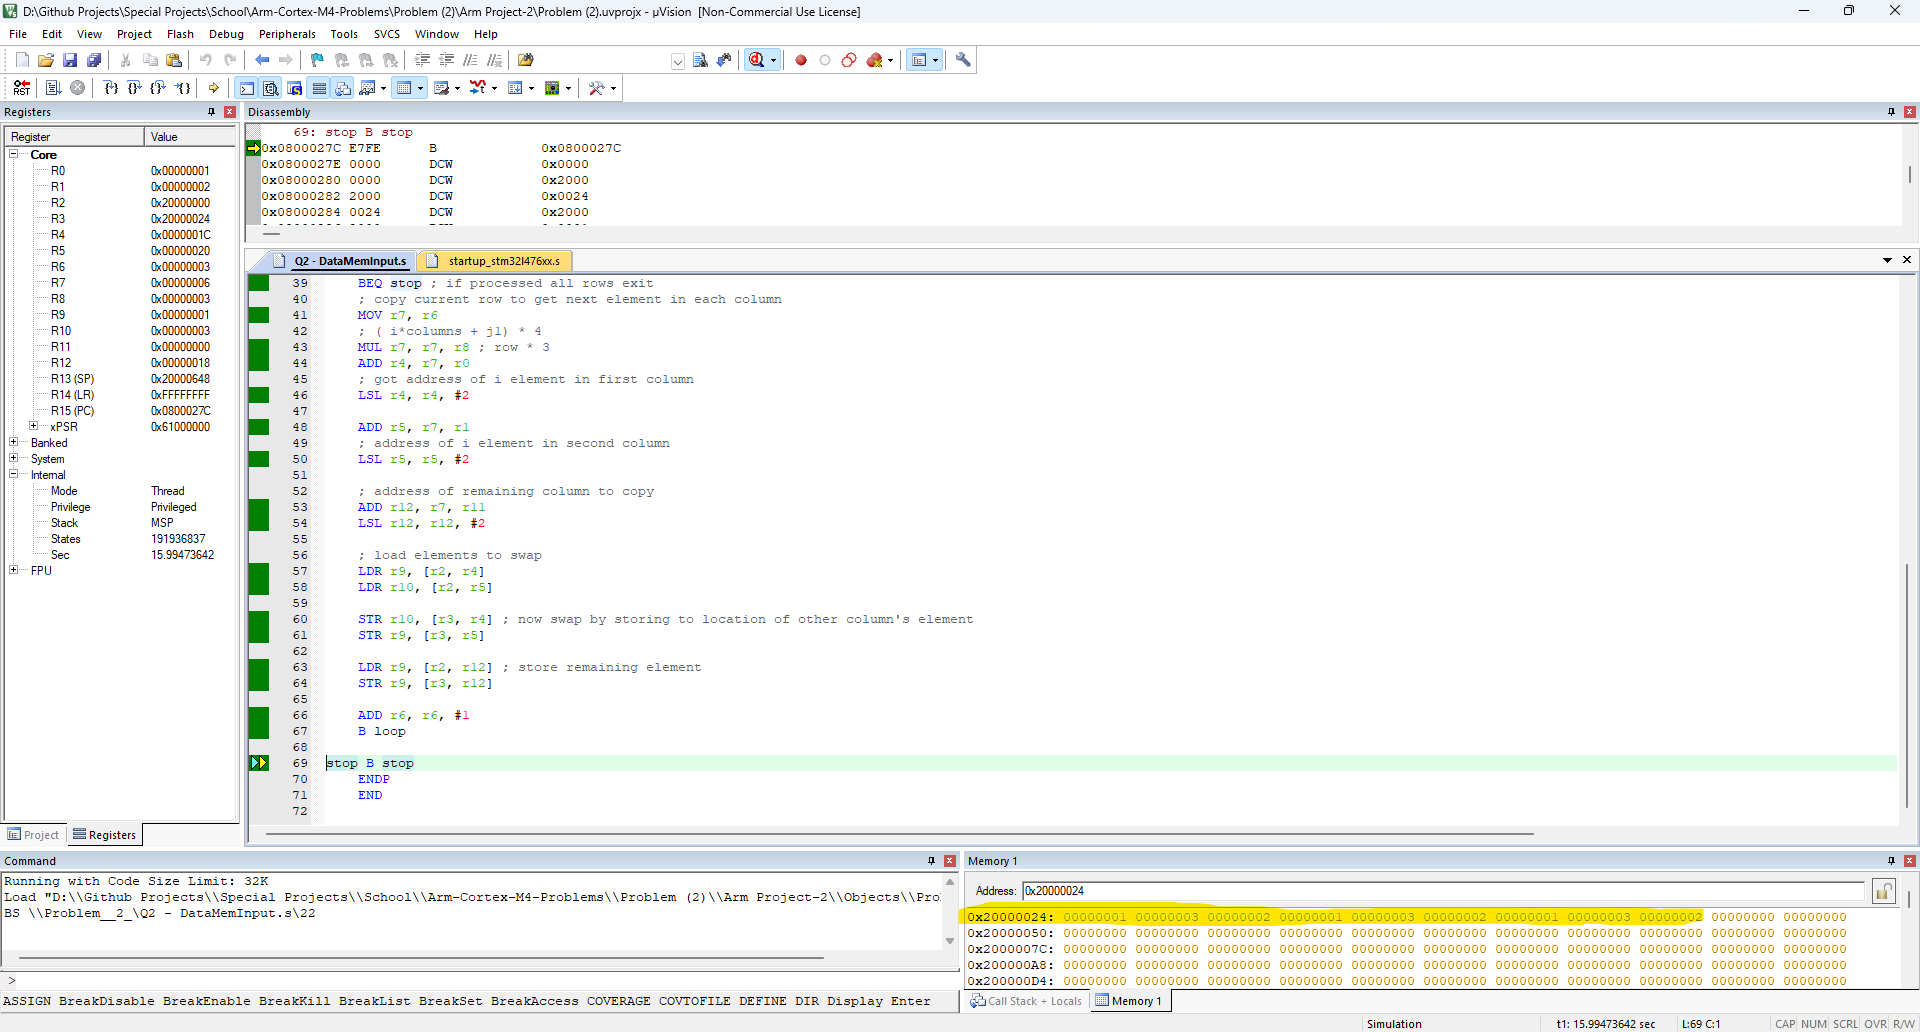 D:\Github Projects\Special Projects\School\Arm-Cortex-M4-Problems\Problem (2)\Arm Project-2\Problem (2).uvprojx - µVision [Non-Commercial Use License]
File Edit View Project Flash Debug Peripherals Tools SVCS Window Help
Registers
Register Value
Core
R0 0x00000001
R1 0x00000002
R2 0x20000000
R3 0x20000024
R4 0x0000001C
R5 0x00000020
R6 0x00000003
R7 0x00000006
R8 0x00000003
R9 0x00000001
R10 0x00000003
R11 0x00000000
R12 0x00000018
R13 (SP) 0x20000648
R14 (LR) 0xFFFFFFFF
R15 (PC) 0x0800027C
xPSR 0x61000000
Banked
System
Internal
Mode Thread
Privilege Privileged
Stack MSP
States 191936837
Sec 15.99473642
FPU
Project Registers
Disassembly
69: stop B stop
0x0800027C E7FE B 0x0800027C
0x0800027E 0000 DCW 0x0000
0x08000280 0000 DCW 0x2000
0x08000282 2000 DCW 0x0024
0x08000284 0024 DCW 0x2000
Q2 - DataMemInput.s startup_stm32l476xx.s
39 BEQ stop ; if processed all rows exit
40 ; copy current row to get next element in each column
41 MOV r7, r6
42 ; ( i*columns + j1) * 4
43 MUL r7, r7, r8 ; row * 3
44 ADD r4, r7, r0
45 ; got address of i element in first column
46 LSL r4, r4, #2
47
48 ADD r5, r7, r1
49 ; address of i element in second column
50 LSL r5, r5, #2
51
52 ; address of remaining column to copy
53 ADD r12, r7, r11
54 LSL r12, r12, #2
55
56 ; load elements to swap
57 LDR r9, [r2, r4]
58 LDR r10, [r2, r5]
59
60 STR r10, [r3, r4] ; now swap by storing to location of other column's element
61 STR r9, [r3, r5]
62
63 LDR r9, [r2, r12] ; store remaining element
64 STR r9, [r3, r12]
65
66 ADD r6, r6, #1
67 B loop
68
69 stop B stop
70 ENDP
71 END
72
Command
Running with Code Size Limit: 32K
Load "D:\\Github Projects\\Special Projects\\School\\Arm-Cortex-M4-Problems\\Problem (2)\\Arm Project-2\\Objects\\Pro
BS \\Problem__2_\Q2 - DataMemInput.s\22
>
ASSIGN BreakDisable BreakEnable BreakKill BreakList BreakSet BreakAccess COVERAGE COVTOFILE DEFINE DIR Display Enter
Memory 1
Address: 0x20000024
0x20000024: 00000001 00000003 00000002 00000001 00000003 00000002 00000001 00000003 00000002 00000000 00000000
0x20000050: 00000000 00000000 00000000 00000000 00000000 00000000 00000000 00000000 00000000 00000000 00000000
0x2000007C: 00000000 00000000 00000000 00000000 00000000 00000000 00000000 00000000 00000000 00000000 00000000
0x200000A8: 00000000 00000000 00000000 00000000 00000000 00000000 00000000 00000000 00000000 00000000 00000000
0x200000D4: 00000000 00000000 00000000 00000000 00000000 00000000 00000000 00000000 00000000 00000000 00000000
Call Stack + Locals Memory 1
Simulation t1: 15.99473642 sec L:69 C:1 CAP NUM SCRL OVR R/W